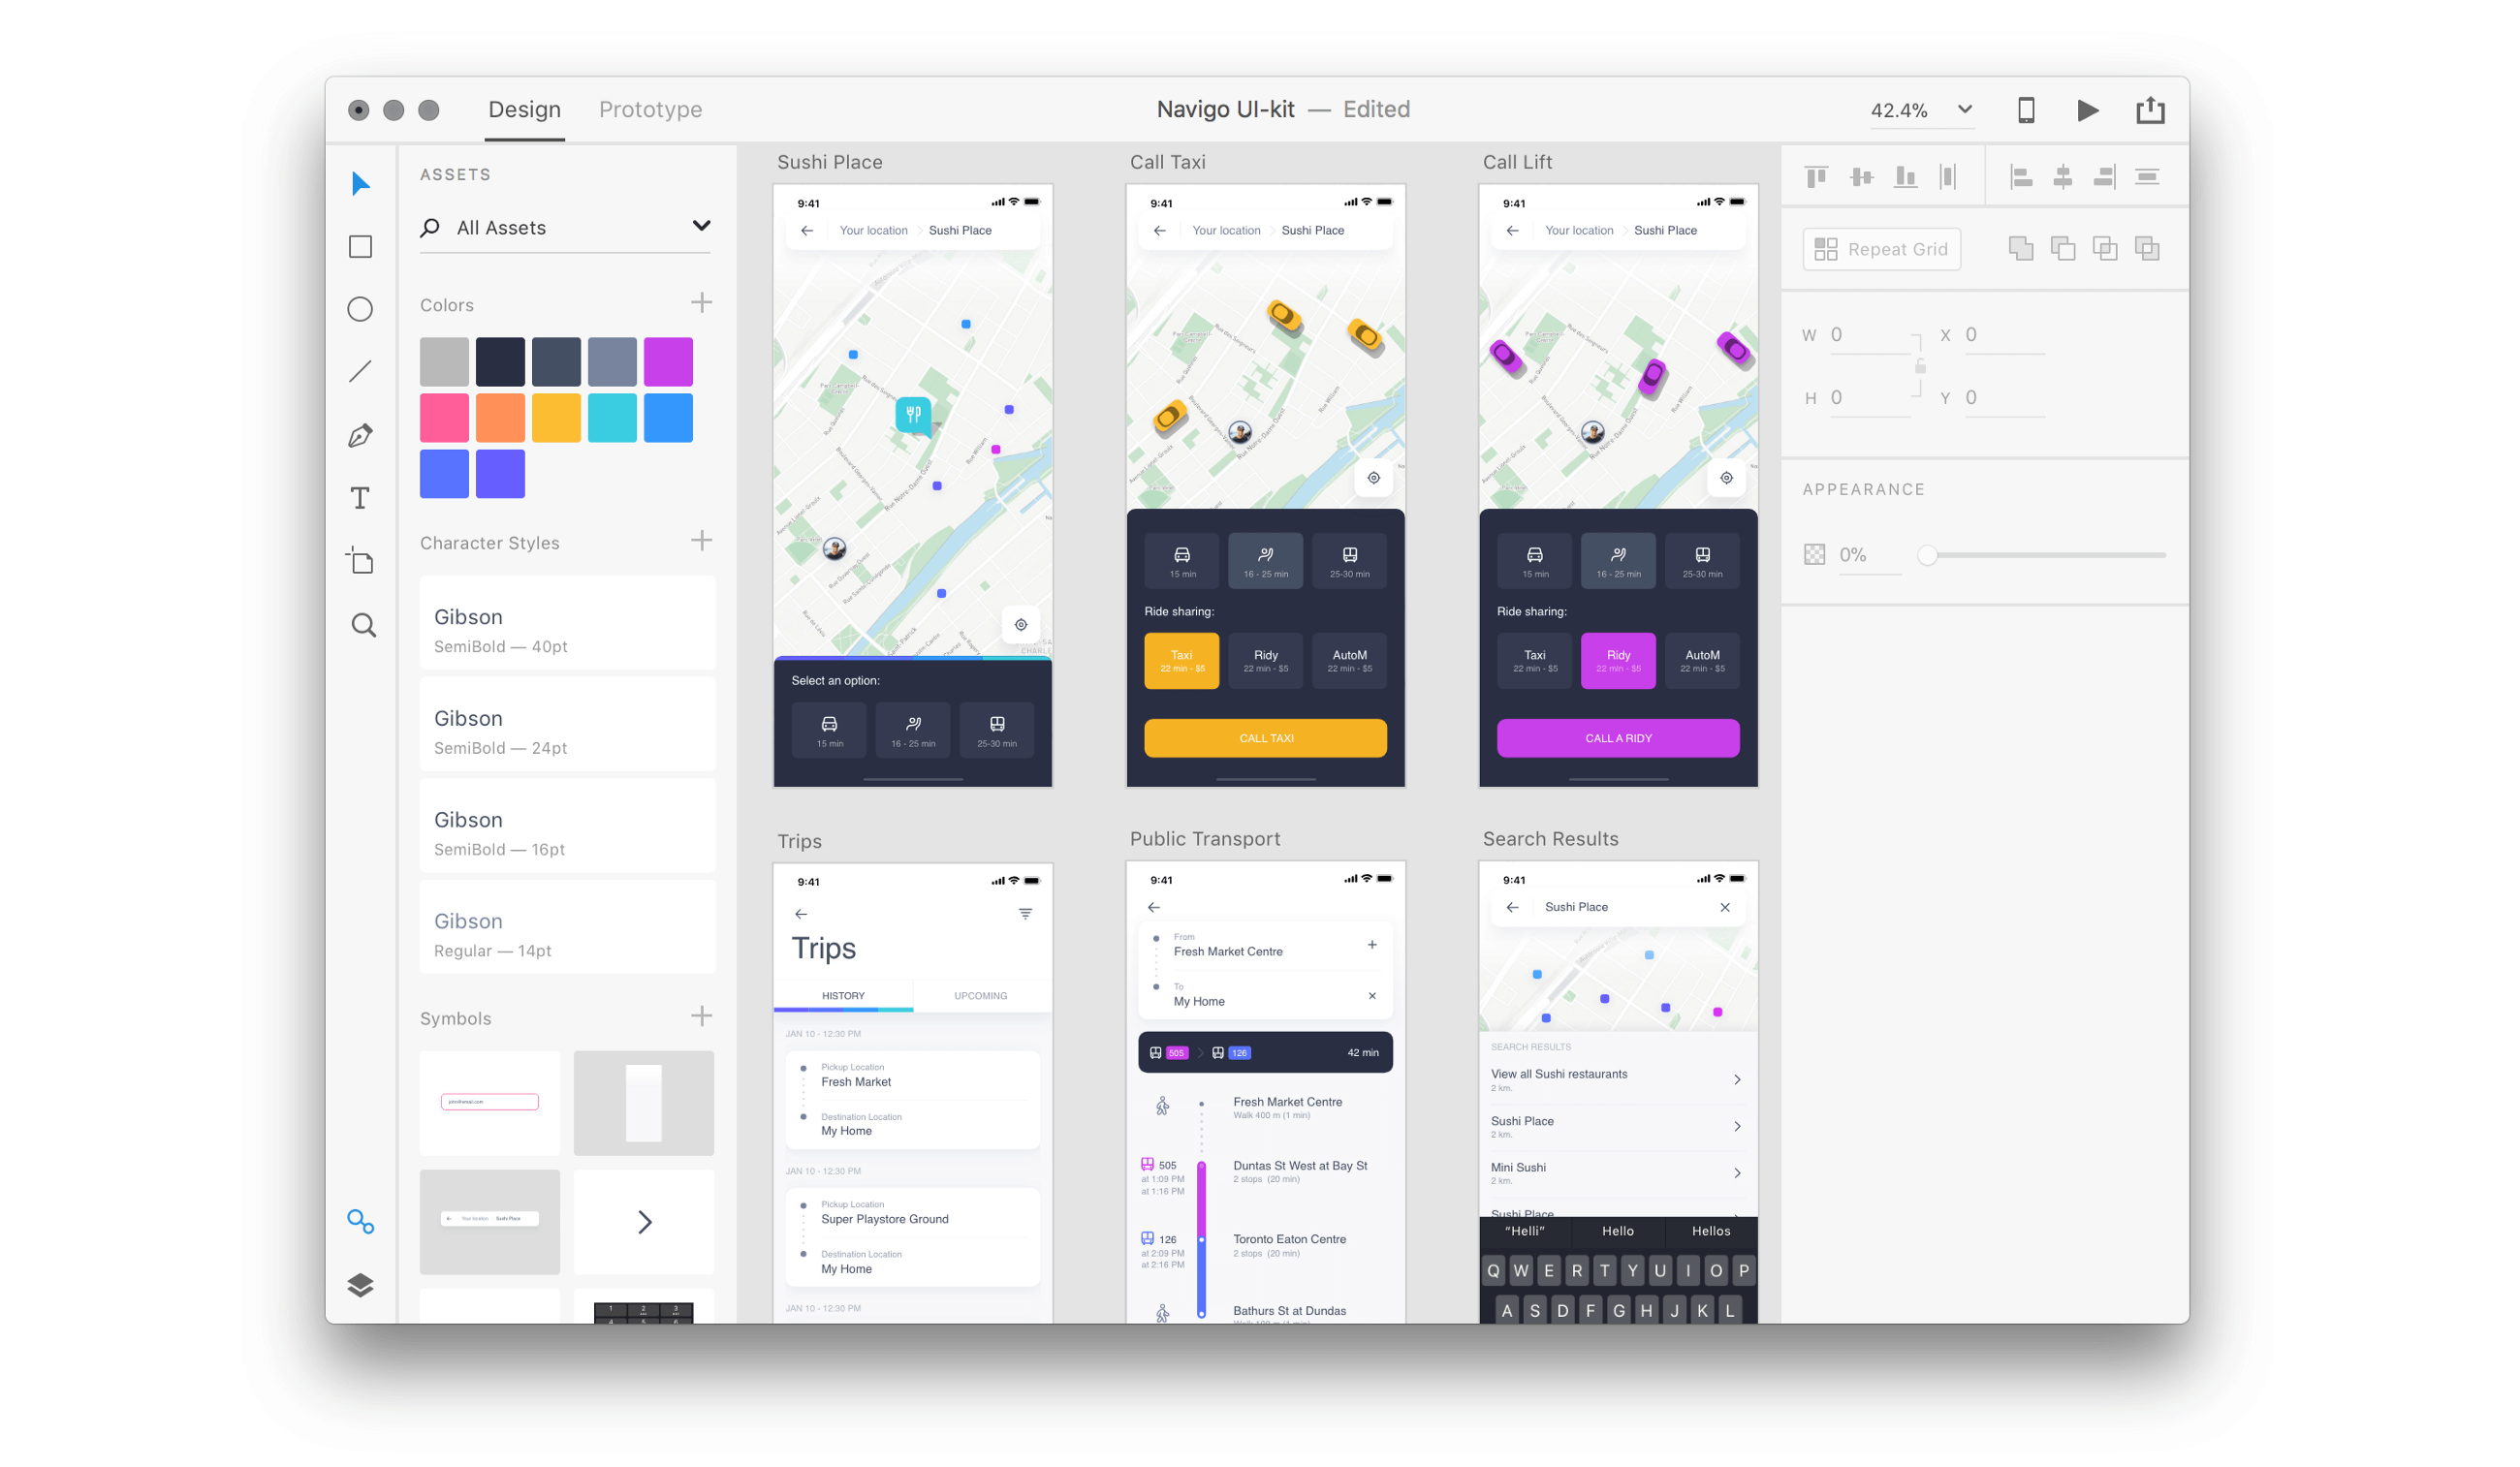 Design
Prototype
Navigo UI-kit — Edited
42.4%
ASSETS
All Assets
Colors
Character Styles
Gibson
SemiBold — 40pt
Gibson
SemiBold — 24pt
Gibson
SemiBold — 16pt
Gibson
Regular — 14pt
Symbols
Your location
Sushi Place
1 2 3
4 5 6
Sushi Place
9:41
Your location
Sushi Place
Select an option:
15 min
16 - 25 min
25-30 min
Call Taxi
9:41
Your location
Sushi Place
15 min
16 - 25 min
25-30 min
Ride sharing:
Taxi
22 min - $5
Ridy
22 min - $5
AutoM
22 min - $5
CALL TAXI
Call Lift
9:41
Your location
Sushi Place
15 min
16 - 25 min
25-30 min
Ride sharing:
Taxi
22 min - $5
Ridy
22 min - $5
AutoM
22 min - $5
CALL A RIDY
Trips
9:41
Trips
HISTORY
UPCOMING
JAN 10 - 12:30 PM
Pickup Location
Fresh Market
Destination Location
My Home
JAN 10 - 12:30 PM
Pickup Location
Super Playstore Ground
Destination Location
My Home
JAN 10 - 12:30 PM
Public Transport
9:41
From
Fresh Market Centre
To
My Home
505
126
42 min
Fresh Market Centre
Walk 400 m (1 min)
505
at 1:09 PM
at 1:16 PM
Duntas St West at Bay St
2 stops (20 min)
126
at 2:09 PM
at 2:16 PM
Toronto Eaton Centre
2 stops (20 min)
Bathurs St at Dundas
Search Results
9:41
Sushi Place
SEARCH RESULTS
View all Sushi restaurants
2 km.
Sushi Place
2 km.
Mini Sushi
2 km.
Sushi Place
“Helli”
Hello
Hellos
Q W E R T Y U I O P
A S D F G H J K L
Repeat Grid
W 0
X 0
H 0
Y 0
APPEARANCE
0%